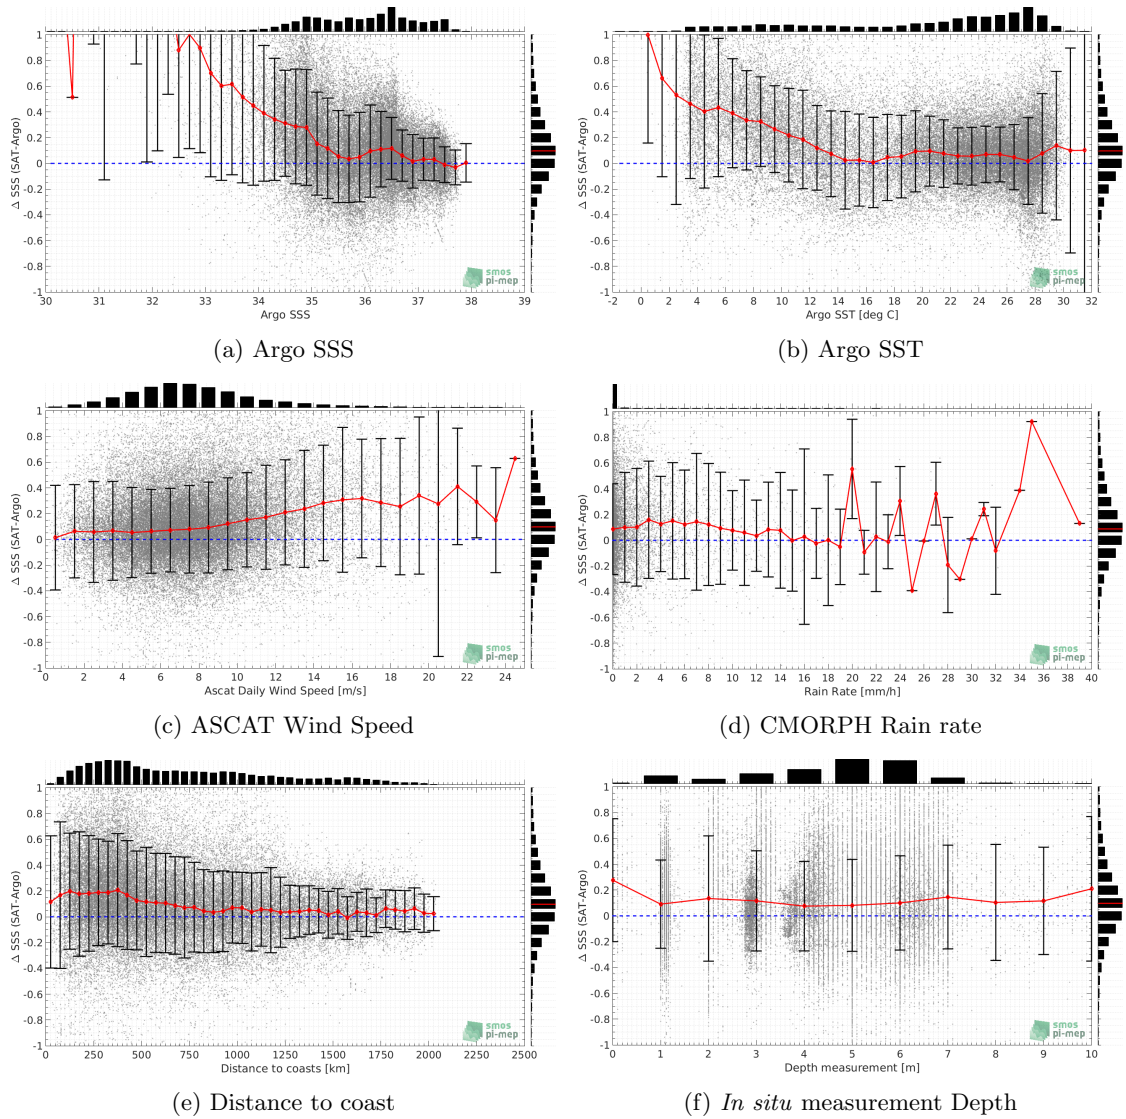 1
0.8
0.6
0.4
0.2
0
-0.2
-0.4
-0.6
-0.8
-1
Δ SSS (SAT-Argo)
30 31 32 33 34 35 36 37 38 39
Argo SSS
smos
pi-mep
(a) Argo SSS
1
0.8
0.6
0.4
0.2
0
-0.2
-0.4
-0.6
-0.8
-1
Δ SSS (SAT-Argo)
-2 0 2 4 6 8 10 12 14 16 18 20 22 24 26 28 30 32
Argo SST [deg C]
smos
pi-mep
(b) Argo SST
1
0.8
0.6
0.4
0.2
0
-0.2
-0.4
-0.6
-0.8
-1
Δ SSS (SAT-Argo)
0 2 4 6 8 10 12 14 16 18 20 22 24
Ascat Daily Wind Speed [m/s]
smos
pi-mep
(c) ASCAT Wind Speed
1
0.8
0.6
0.4
0.2
0
-0.2
-0.4
-0.6
-0.8
-1
Δ SSS (SAT-Argo)
0 2 4 6 8 10 12 14 16 18 20 22 24 26 28 30 32 34 36 38 40
Rain Rate [mm/h]
smos
pi-mep
(d) CMORPH Rain rate
1
0.8
0.6
0.4
0.2
0
-0.2
-0.4
-0.6
-0.8
-1
Δ SSS (SAT-Argo)
0 250 500 750 1000 1250 1500 1750 2000 2250 2500
Distance to coasts [km]
smos
pi-mep
(e) Distance to coast
1
0.8
0.6
0.4
0.2
0
-0.2
-0.4
-0.6
-0.8
-1
Δ SSS (SAT-Argo)
0 1 2 3 4 5 6 7 8 9 10
Depth measurement [m]
smos
pi-mep
(f) In situ measurement Depth